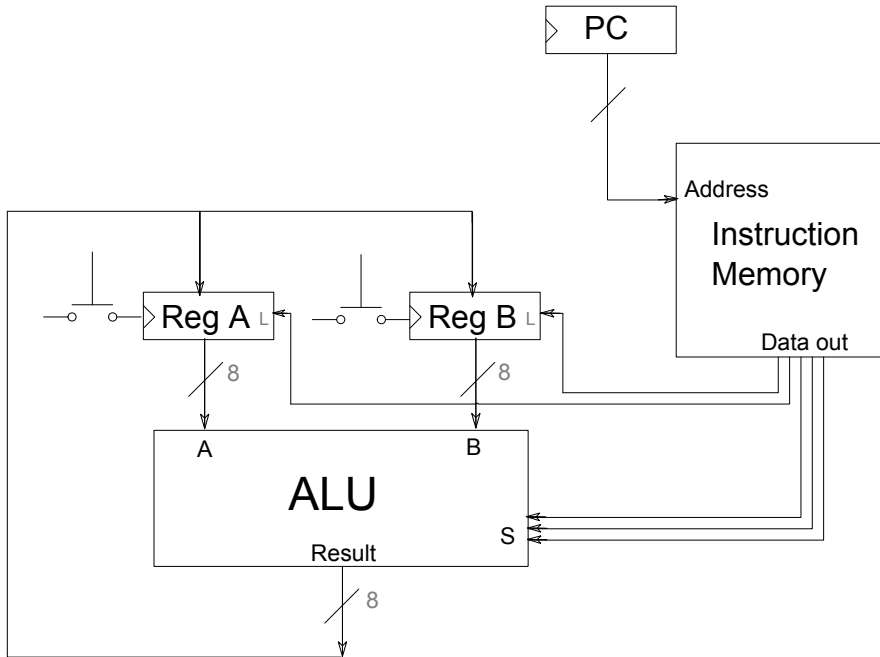 PC
Address
Instruction
Memory
Data out
Reg A L
Reg B L
8
8
A
B
ALU
S
Result
8